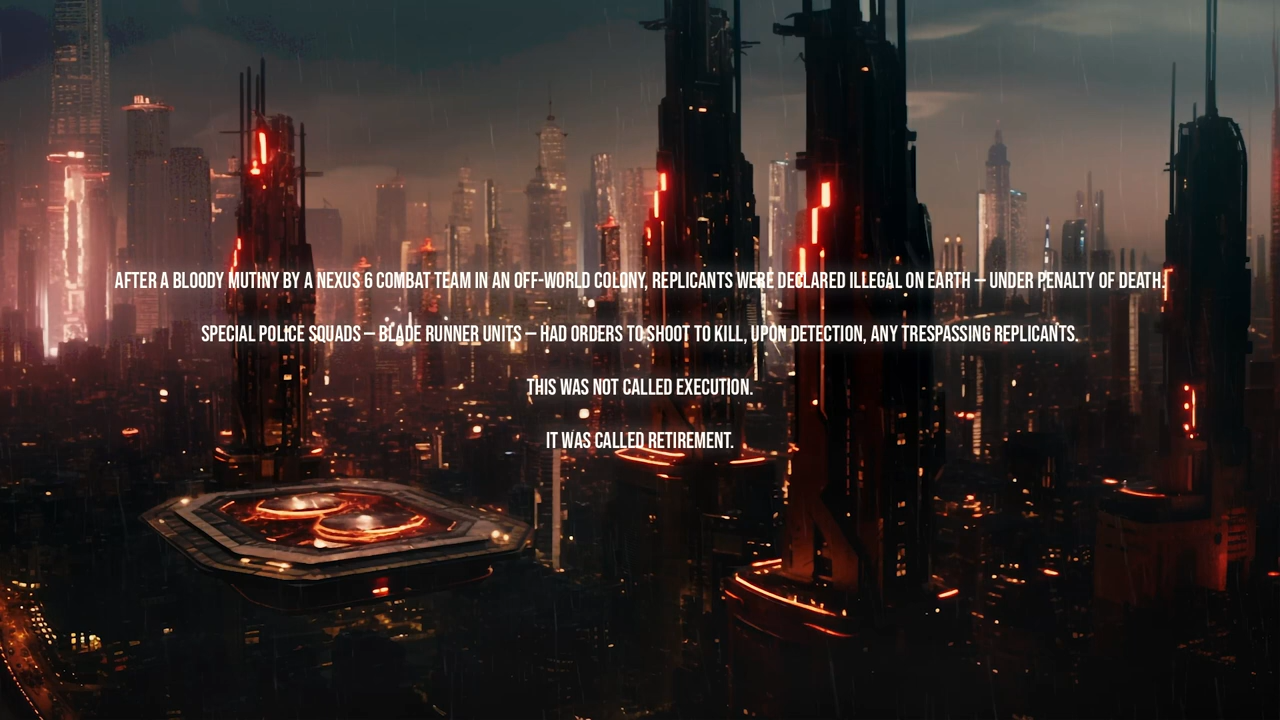 AFTER A BLOODY MUTINY BY A NEXUS 6 COMBAT TEAM IN AN OFF-WORLD COLONY, REPLICANTS WERE DECLARED ILLEGAL ON EARTH — UNDER PENALTY OF DEATH.
SPECIAL POLICE SQUADS — BLADE RUNNER UNITS — HAD ORDERS TO SHOOT TO KILL, UPON DETECTION, ANY TRESPASSING REPLICANTS.
THIS WAS NOT CALLED EXECUTION.
IT WAS CALLED RETIREMENT.